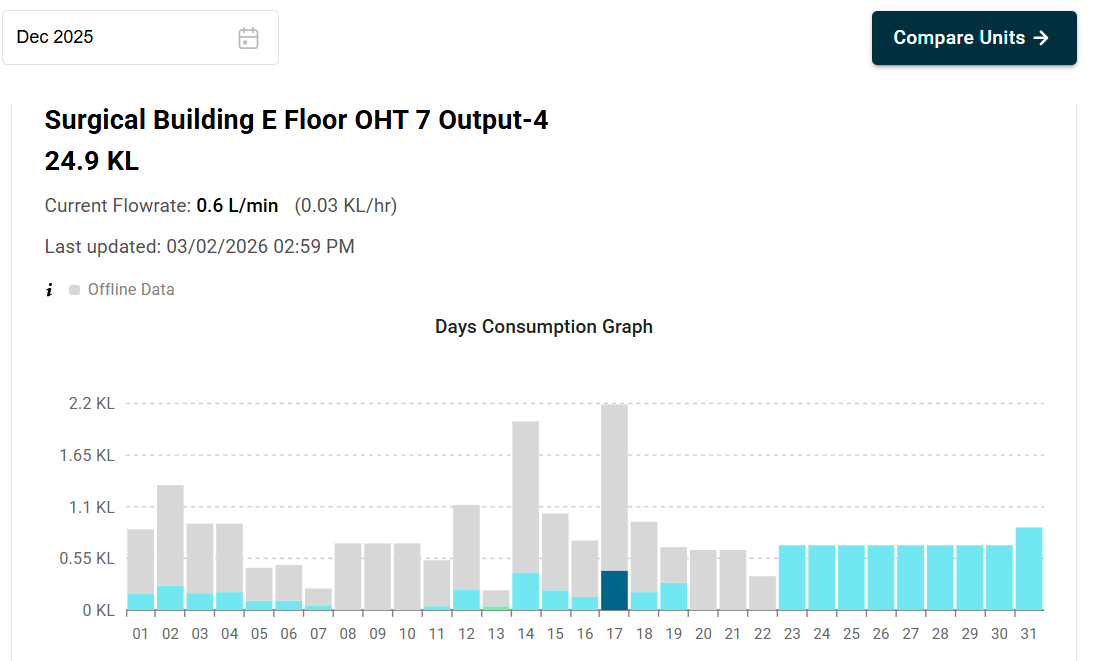 Dec 2025
Compare Units →
Surgical Building E Floor OHT 7 Output-4
24.9 KL
Current Flowrate: 0.6 L/min (0.03 KL/hr)
Last updated: 03/02/2026 02:59 PM
i Offline Data
Days Consumption Graph
2.2 KL
1.65 KL
1.1 KL
0.55 KL
0 KL
01 02 03 04 05 06 07 08 09 10 11 12 13 14 15 16 17 18 19 20 21 22 23 24 25 26 27 28 29 30 31